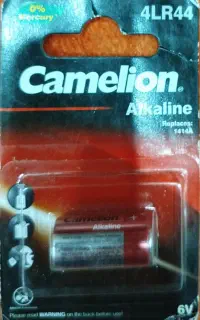 0%
Mercury
4LR44
Camelion
Alkaline
Replaces:
1414A
Camelion
Alkaline
6V
Please read WARNING on the back before use!